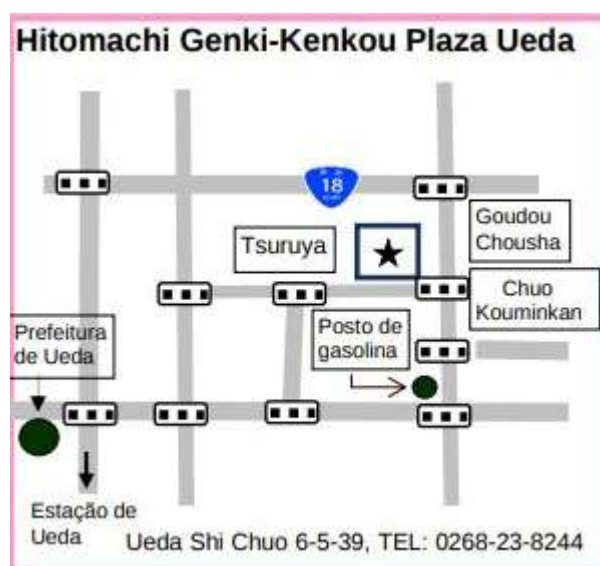 Hitomachi Genki-Kenkou Plaza Ueda
18
Goudou
Chousha
Tsuruya
Chuo
Kouminkan
Prefeitura
de Ueda
Posto de
gasolina
Estação de
Ueda
Ueda Shi Chuo 6-5-39, TEL: 0268-23-8244